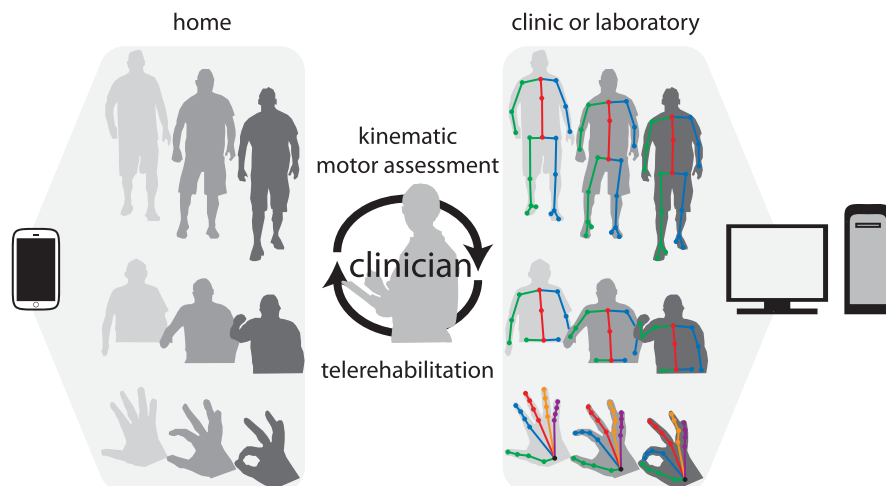 home
clinic or laboratory
kinematic
motor assessment
clinician
telerehabilitation